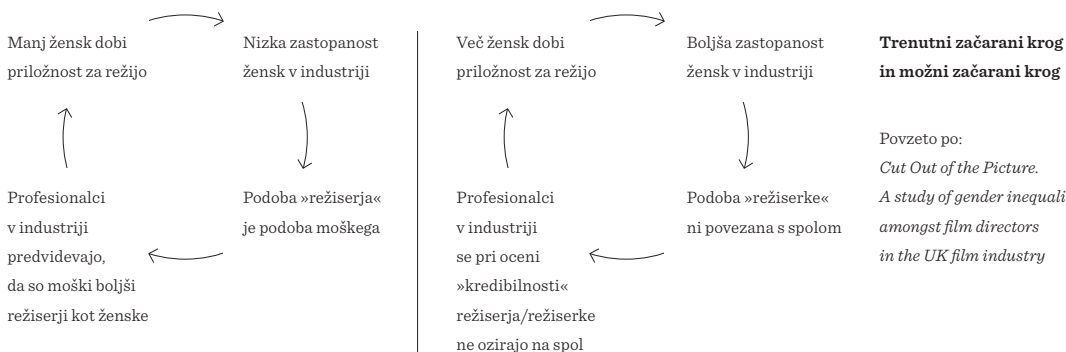 Manj žensk dobi
priložnost za režijo
Nizka zastopanost
žensk v industriji
Podoba »režiserja«
je podoba moškega
Profesionalci
v industriji
predvidevajo,
da so moški boljši
režiserji kot ženske
Več žensk dobi
priložnost za režijo
Boljša zastopanost
žensk v industriji
Podoba »režiserke«
ni povezana s spolom
Profesionalci
v industriji
se pri oceni
»kredibilnosti«
režiserja/režiserke
ne ozirajo na spol
Trenutni začarani krog
in možni začarani krog
Povzeto po:
Cut Out of the Picture.
A study of gender inequali
amongst film directors
in the UK film industry